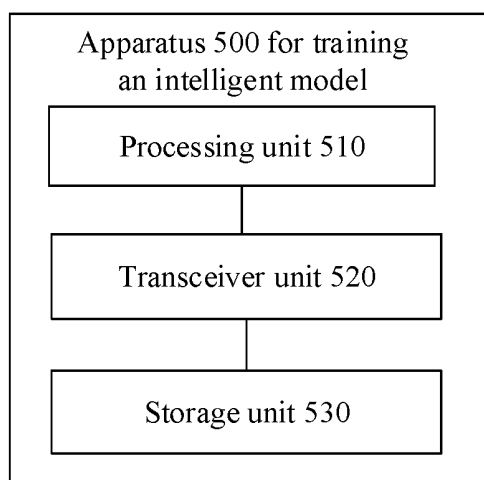 Apparatus 500 for training
an intelligent model
Processing unit 510
Transceiver unit 520
Storage unit 530